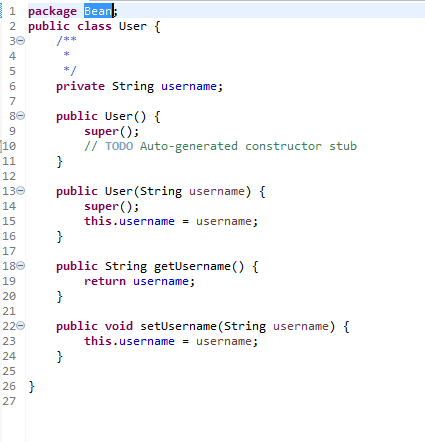 1 package Bean;
2 public class User {
3 /**
4 *
5 */
6 private String username;
7
8 public User() {
9 super();
10 // TODO Auto-generated constructor stub
11 }
12
13 public User(String username) {
14 super();
15 this.username = username;
16 }
17
18 public String getUsername() {
19 return username;
20 }
21
22 public void setUsername(String username) {
23 this.username = username;
24 }
25
26 }
27